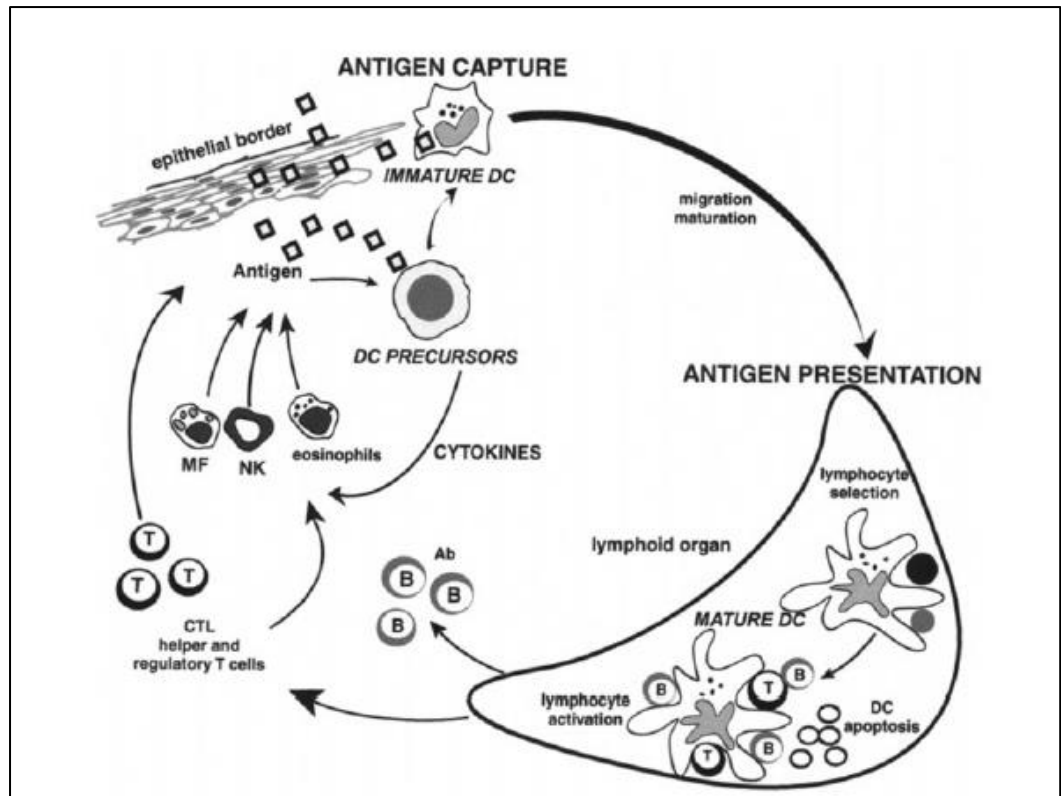 ANTIGEN CAPTURE
epithelial border
IMMATURE DC
migration
maturation
Antigen
DC PRECURSORS
ANTIGEN PRESENTATION
MF
NK
eosinophils
CYTOKINES
lymphocyte
selection
lymphoid organ
T
T
T
Ab
B
B
B
CTL
helper and
regulatory T cells
MATURE DC
lymphocyte
activation
B
T
B
T
B
DC
apoptosis